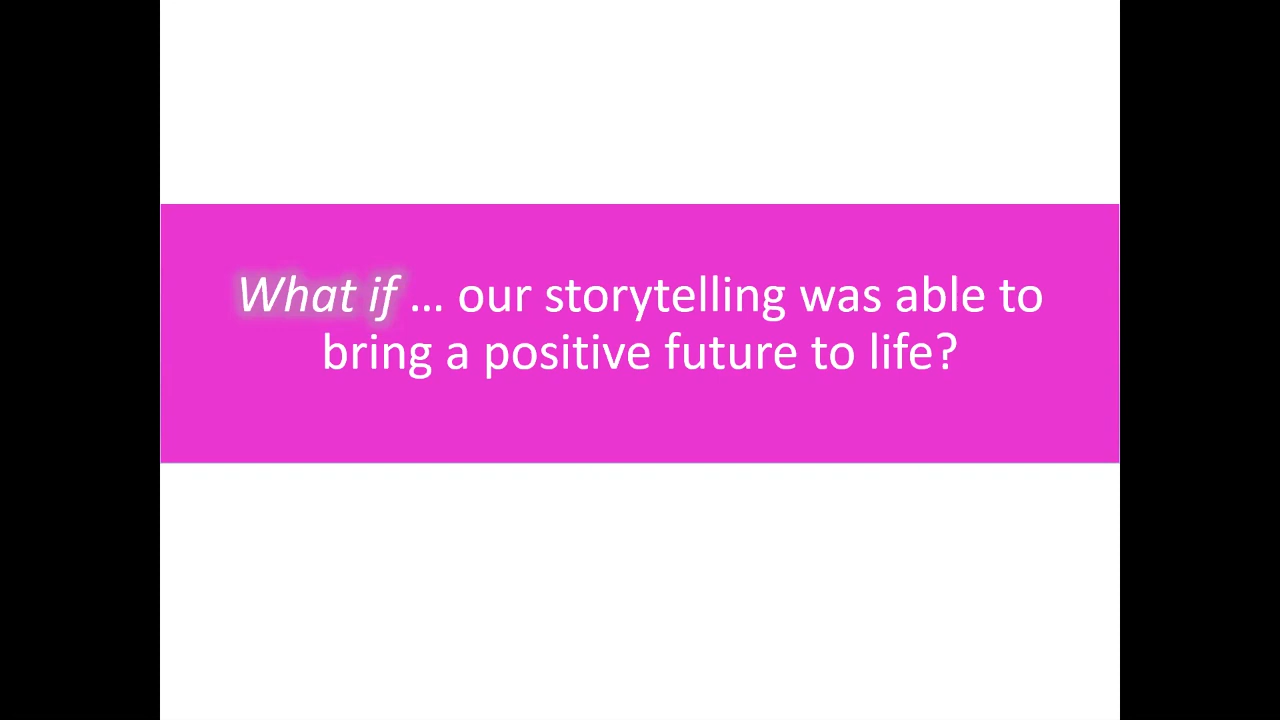 What if … our storytelling was able to
bring a positive future to life?